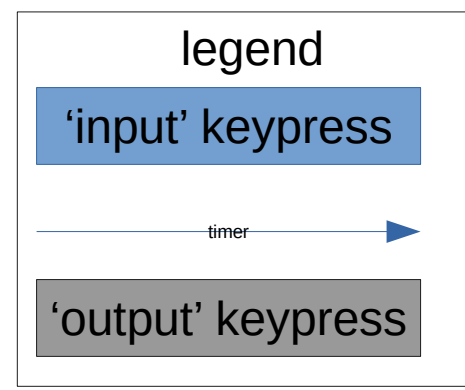 legend
‘input’ keypress
timer
‘output’ keypress